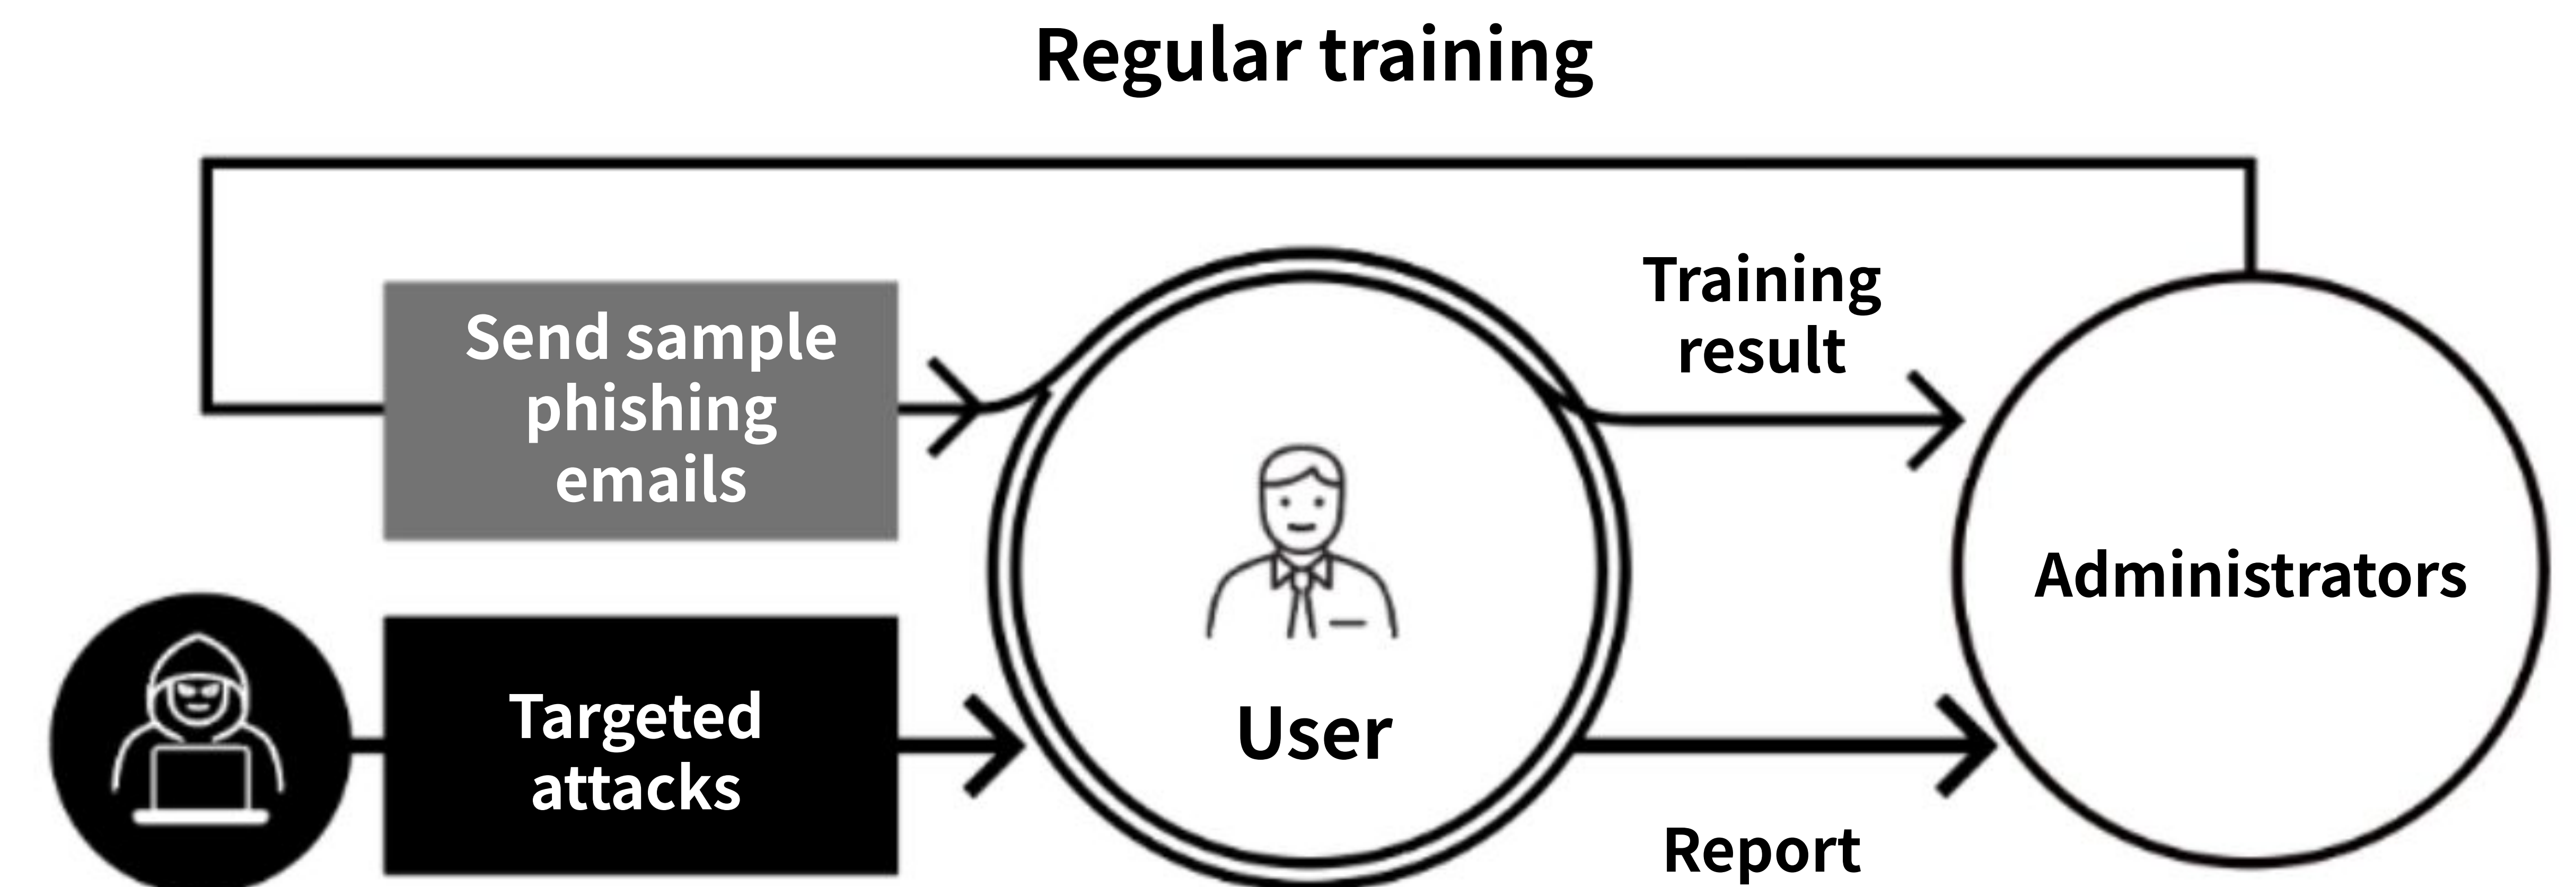 Regular training
Send sample
phishing
emails
Training
result
Administrators
Targeted
attacks
User
Report